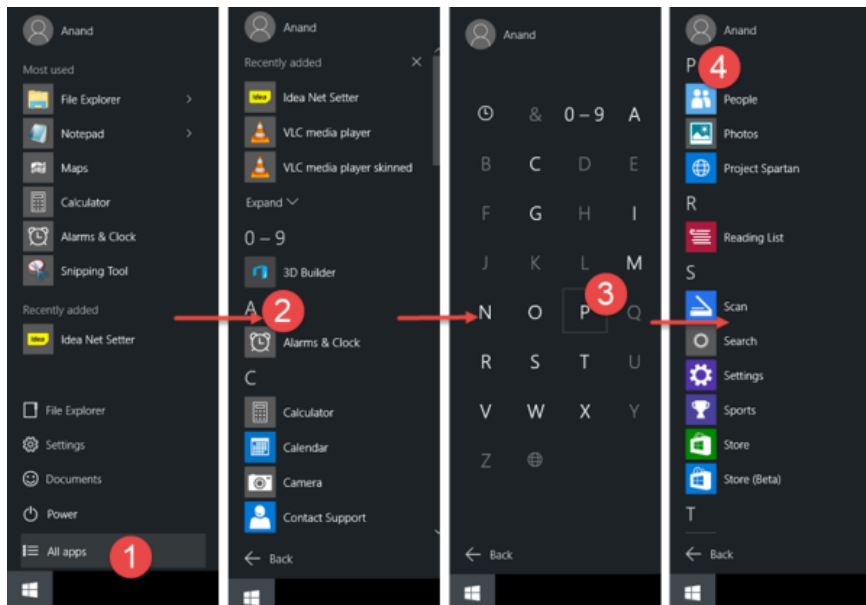 Anand
Most used
File Explorer
Notepad
Maps
Calculator
Alarms & Clock
Snipping Tool
Recently added
idea
Idea Net Setter
File Explorer
Settings
Documents
Power
All apps
1
Anand
Recently added
idea
Idea Net Setter
VLC media player
VLC media player skinned
Expand
0 – 9
3D Builder
A
2
Alarms & Clock
C
Calculator
Calendar
Camera
Contact Support
Back
Anand
& 0 – 9 A
B C D E
F G H I
J K L M
3
N O P Q
R S T U
V W X Y
Z
Back
Anand
P
4
People
Photos
Project Spartan
R
Reading List
S
Scan
Search
Settings
Sports
Store
Store (Beta)
T
Back